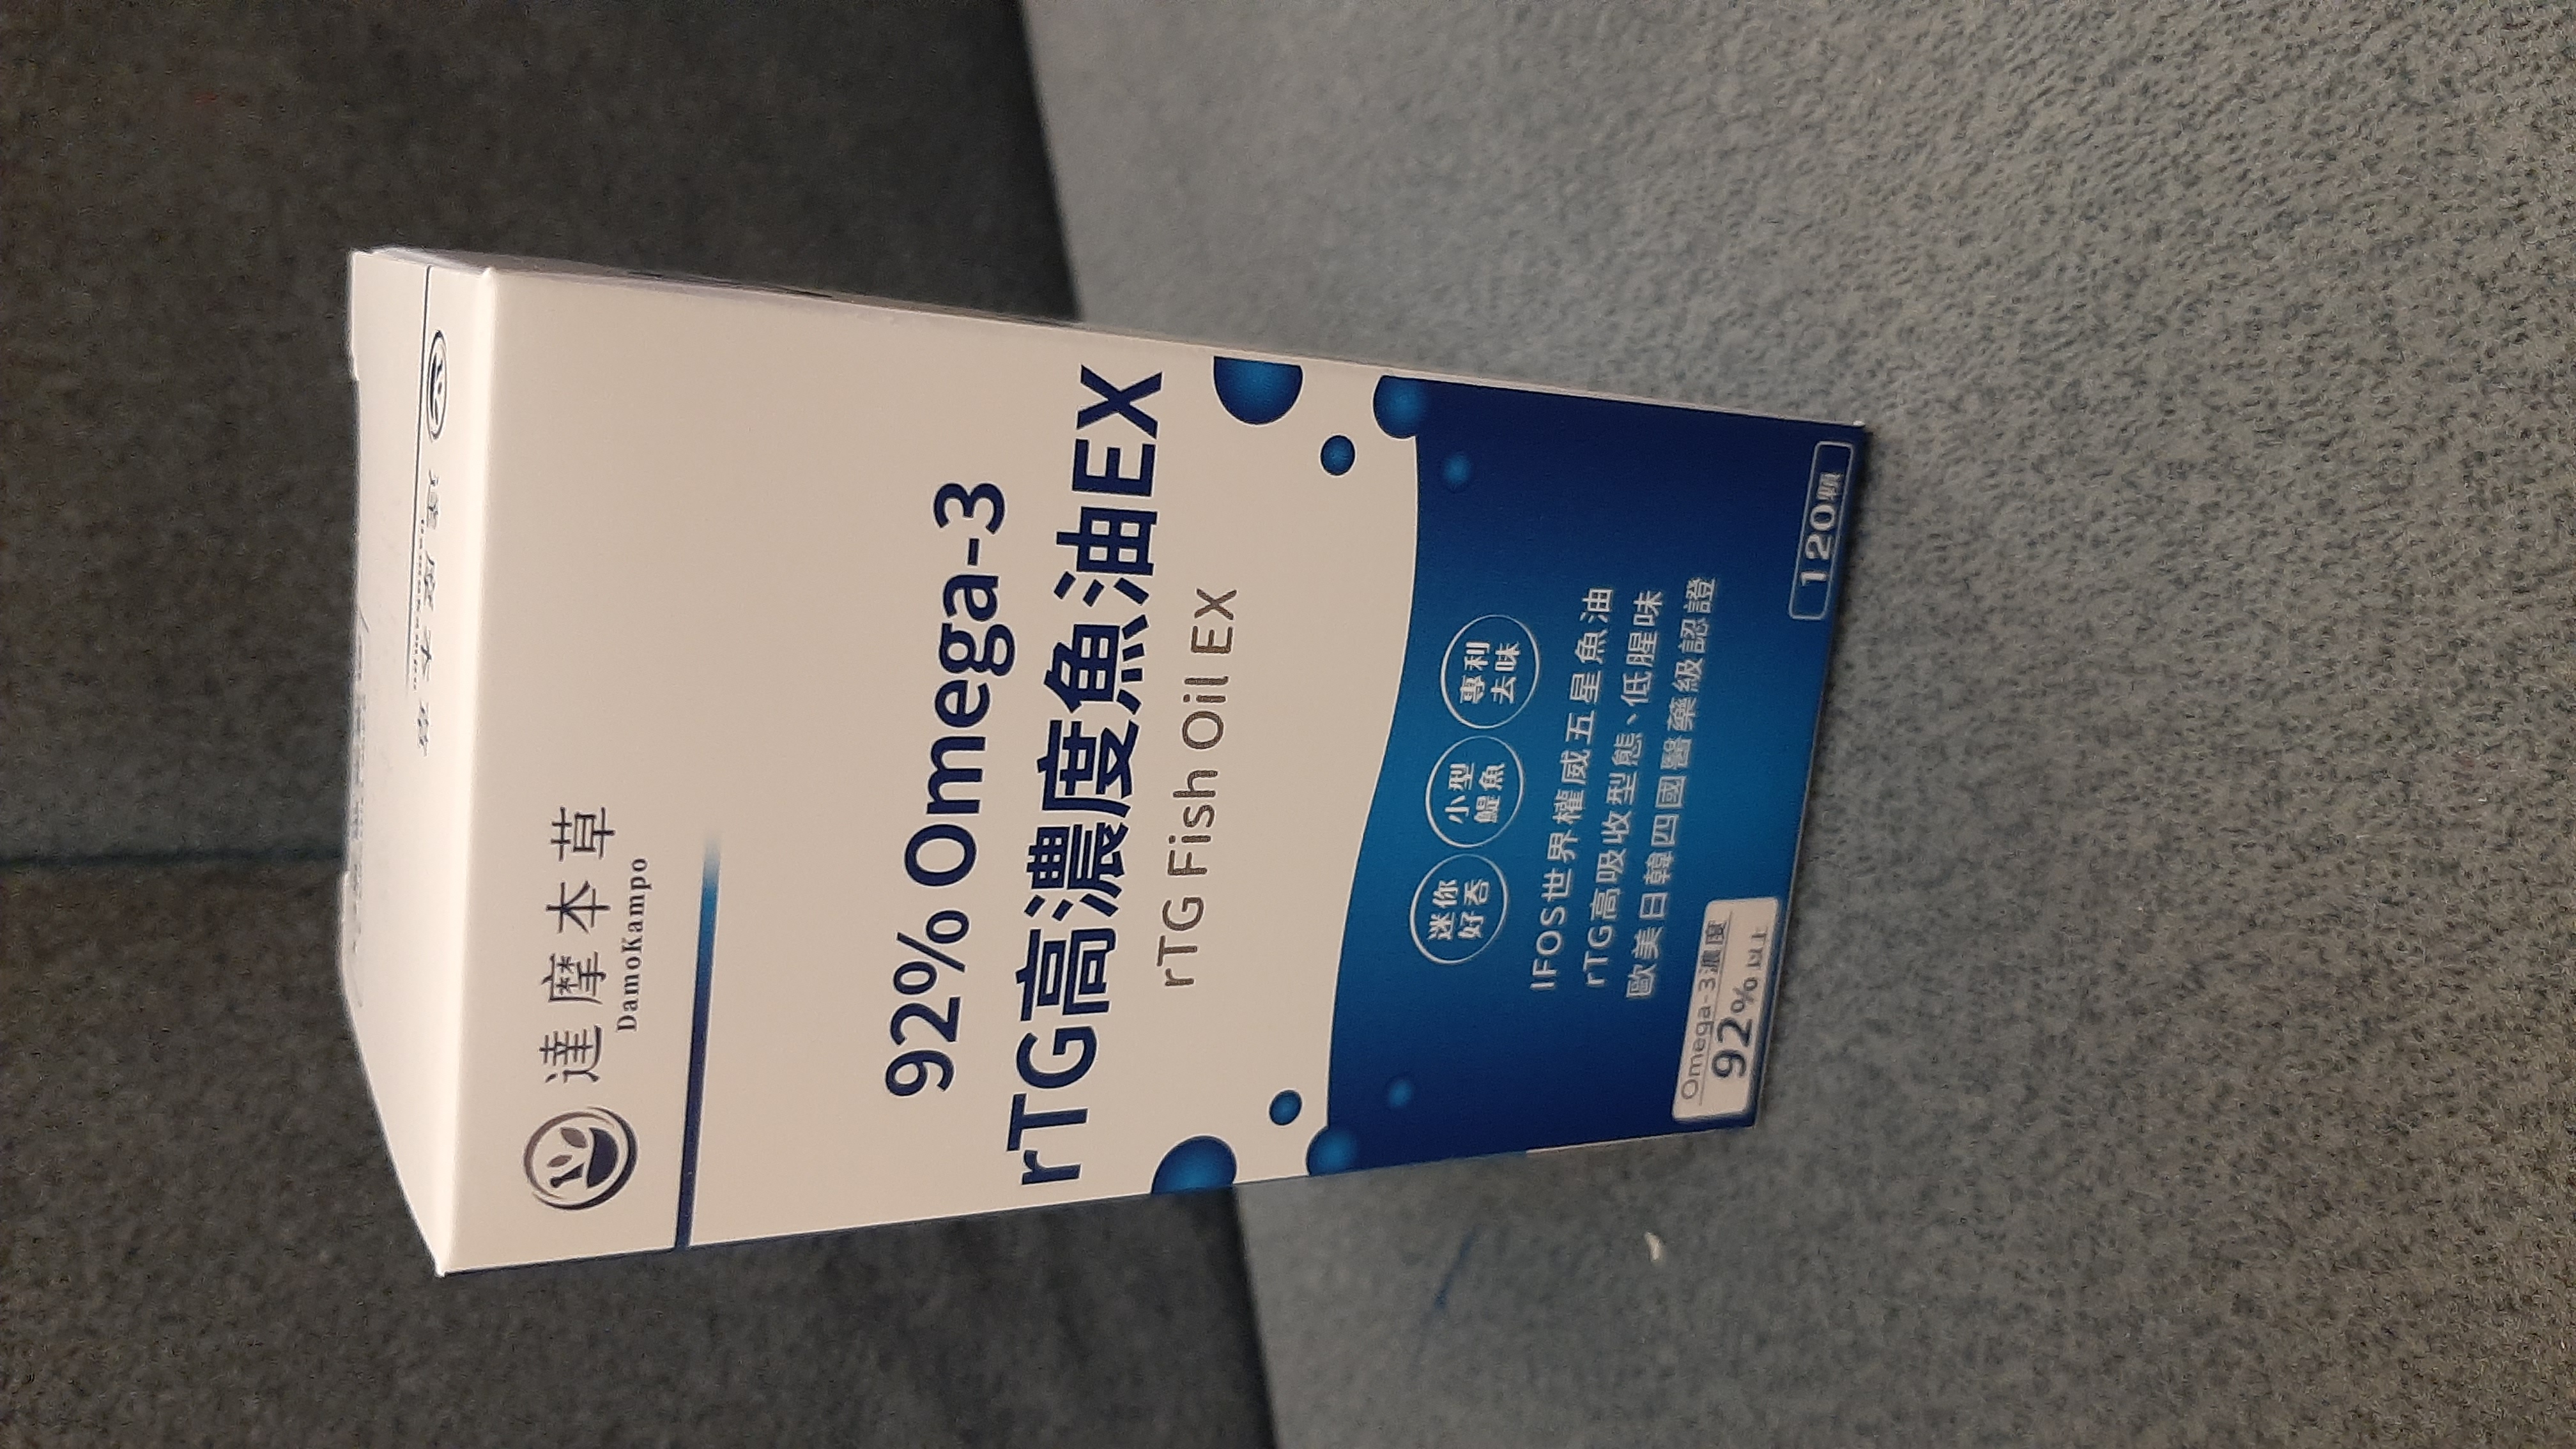 達摩本草
達摩本草
DamoKampo
92% Omega-3
rTG高濃度魚油EX
rTG Fish Oil EX
迷你
好吞
小型
鯷魚
專利
去味
IFOS世界權威五星魚油
rTG高吸收型態、低腥味
歐美日韓四國醫藥級認證
Omega-3濃度
92%以上
120顆